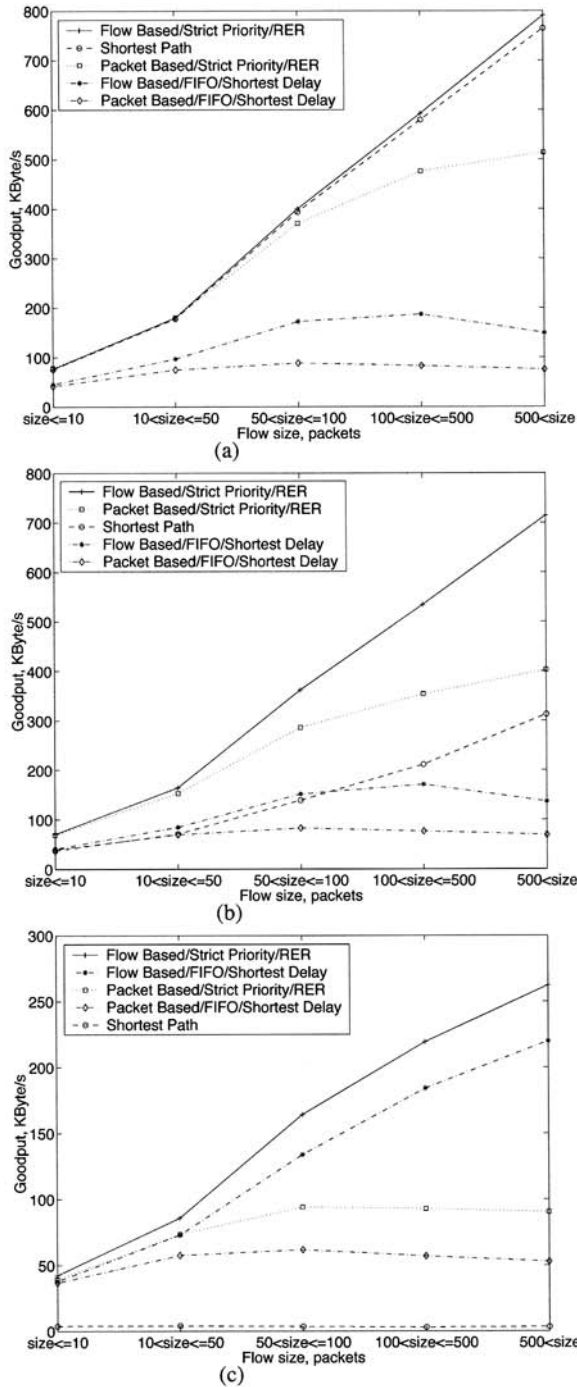 800
700
600
500
400
300
200
100
0
Goodput, KByte/s
Flow Based/Strict Priority/RER
Shortest Path
Packet Based/Strict Priority/RER
Flow Based/FIFO/Shortest Delay
Packet Based/FIFO/Shortest Delay
size<=10 10<size<=50 50<size<=100 100<size<=500 500<size
Flow size, packets
(a)
800
700
600
500
400
300
200
100
0
Goodput, KByte/s
Flow Based/Strict Priority/RER
Packet Based/Strict Priority/RER
Shortest Path
Flow Based/FIFO/Shortest Delay
Packet Based/FIFO/Shortest Delay
size<=10 10<size<=50 50<size<=100 100<size<=500 500<size
Flow size, packets
(b)
300
250
200
150
100
50
0
Goodput, KByte/s
Flow Based/Strict Priority/RER
Flow Based/FIFO/Shortest Delay
Packet Based/Strict Priority/RER
Packet Based/FIFO/Shortest Delay
Shortest Path
size<=10 10<size<=50 50<size<=100 100<size<=500 500<size
Flow size, packets
(c)